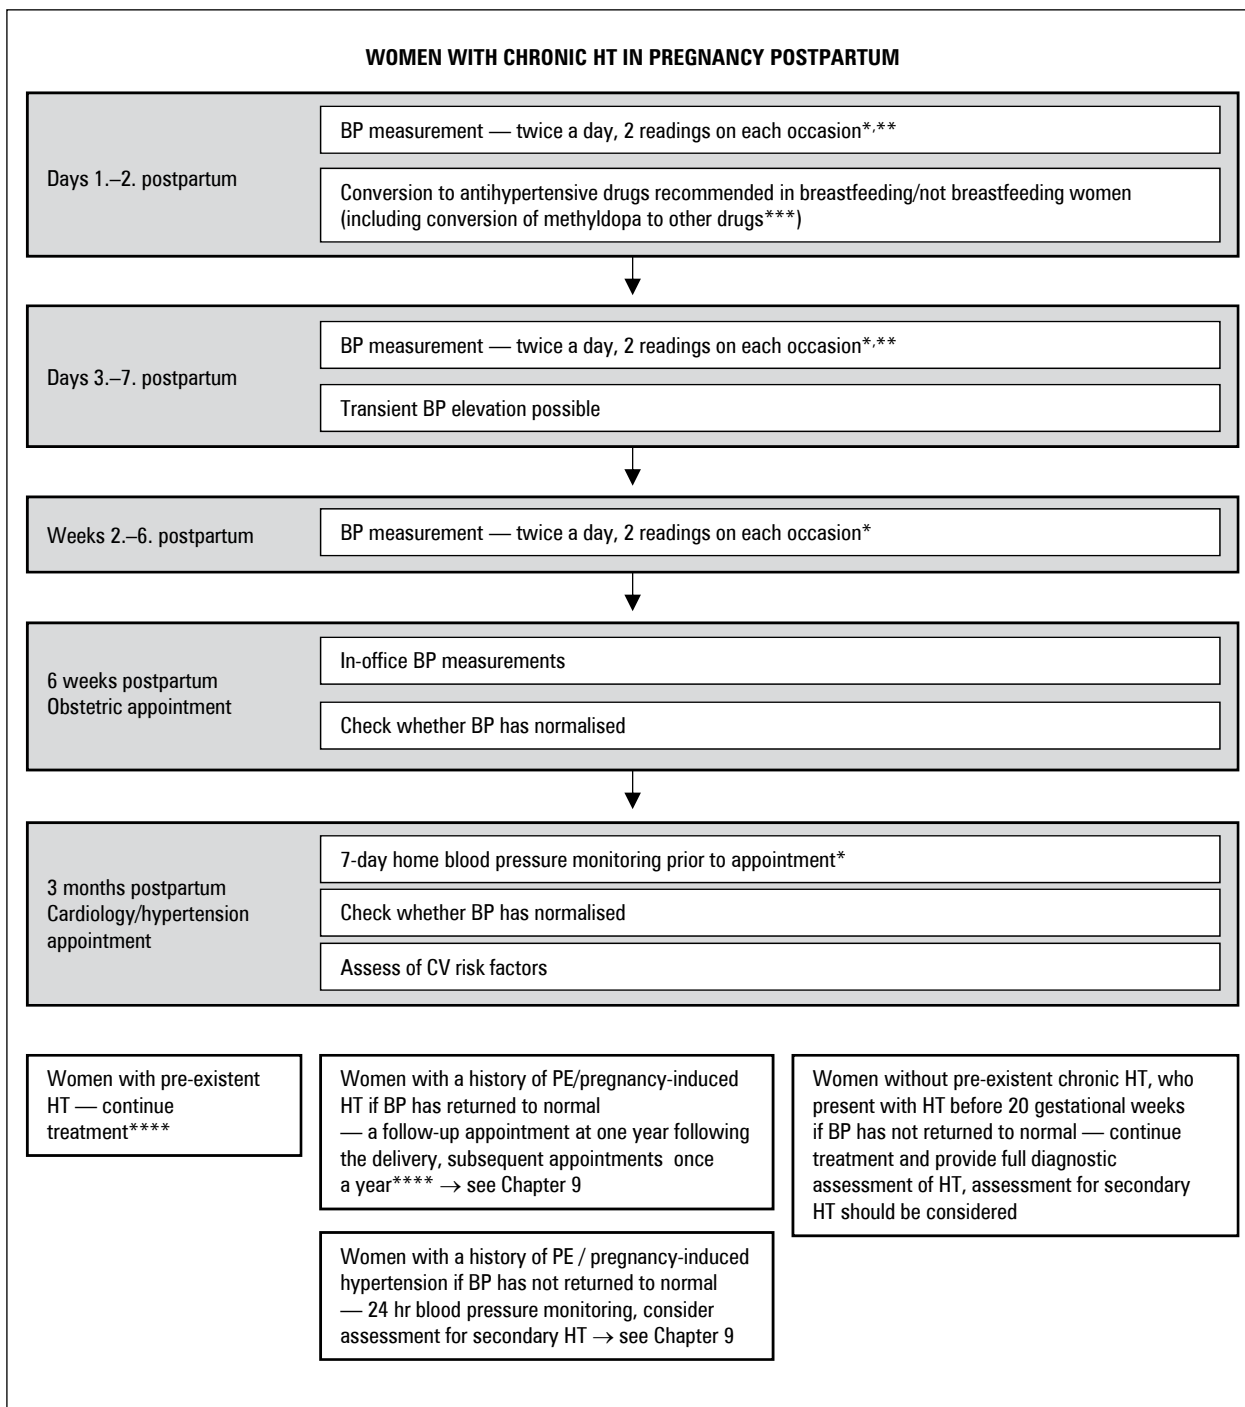 WOMEN WITH CHRONIC HT IN PREGNANCY POSTPARTUM
Days 1.–2. postpartum
BP measurement — twice a day, 2 readings on each occasion*,**
Conversion to antihypertensive drugs recommended in breastfeeding/not breastfeeding women
(including conversion of methyldopa to other drugs***)
Days 3.–7. postpartum
BP measurement — twice a day, 2 readings on each occasion*,**
Transient BP elevation possible
Weeks 2.–6. postpartum
BP measurement — twice a day, 2 readings on each occasion*
6 weeks postpartum
Obstetric appointment
In-office BP measurements
Check whether BP has normalised
3 months postpartum
Cardiology/hypertension
appointment
7-day home blood pressure monitoring prior to appointment*
Check whether BP has normalised
Assess of CV risk factors
Women with pre-existent
HT — continue
treatment****
Women with a history of PE/pregnancy-induced
HT if BP has returned to normal
— a follow-up appointment at one year following
the delivery, subsequent appointments once
a year**** → see Chapter 9
Women with a history of PE / pregnancy-induced
hypertension if BP has not returned to normal
— 24 hr blood pressure monitoring, consider
assessment for secondary HT → see Chapter 9
Women without pre-existent chronic HT, who
present with HT before 20 gestational weeks
if BP has not returned to normal — continue
treatment and provide full diagnostic
assessment of HT, assessment for secondary
HT should be considered